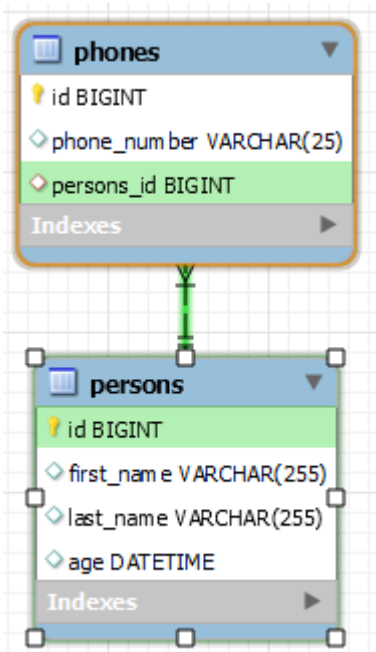 phones
id BIGINT
phone_number VARCHAR(25)
persons_id BIGINT
Indexes
persons
id BIGINT
first_name VARCHAR(255)
last_name VARCHAR(255)
age DATETIME
Indexes